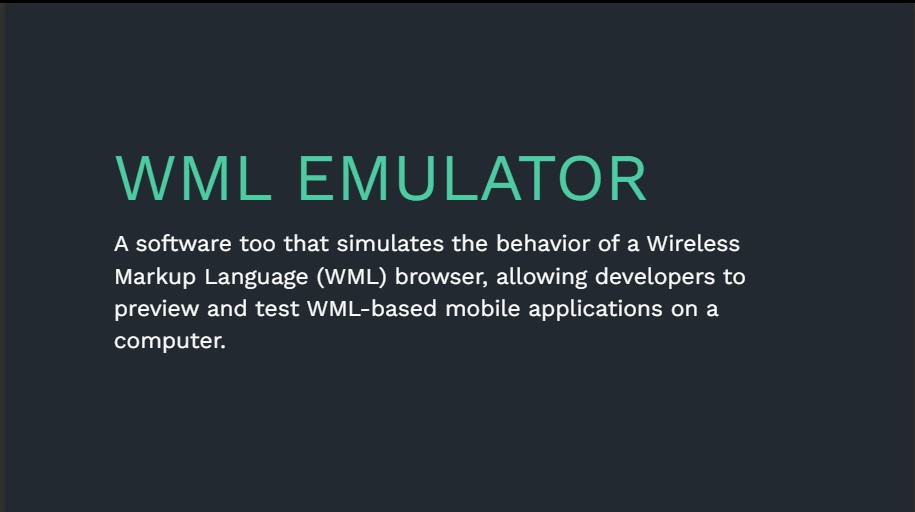 WML EMULATOR
A software too that simulates the behavior of a Wireless
Markup Language (WML) browser, allowing developers to
preview and test WML-based mobile applications on a
computer.